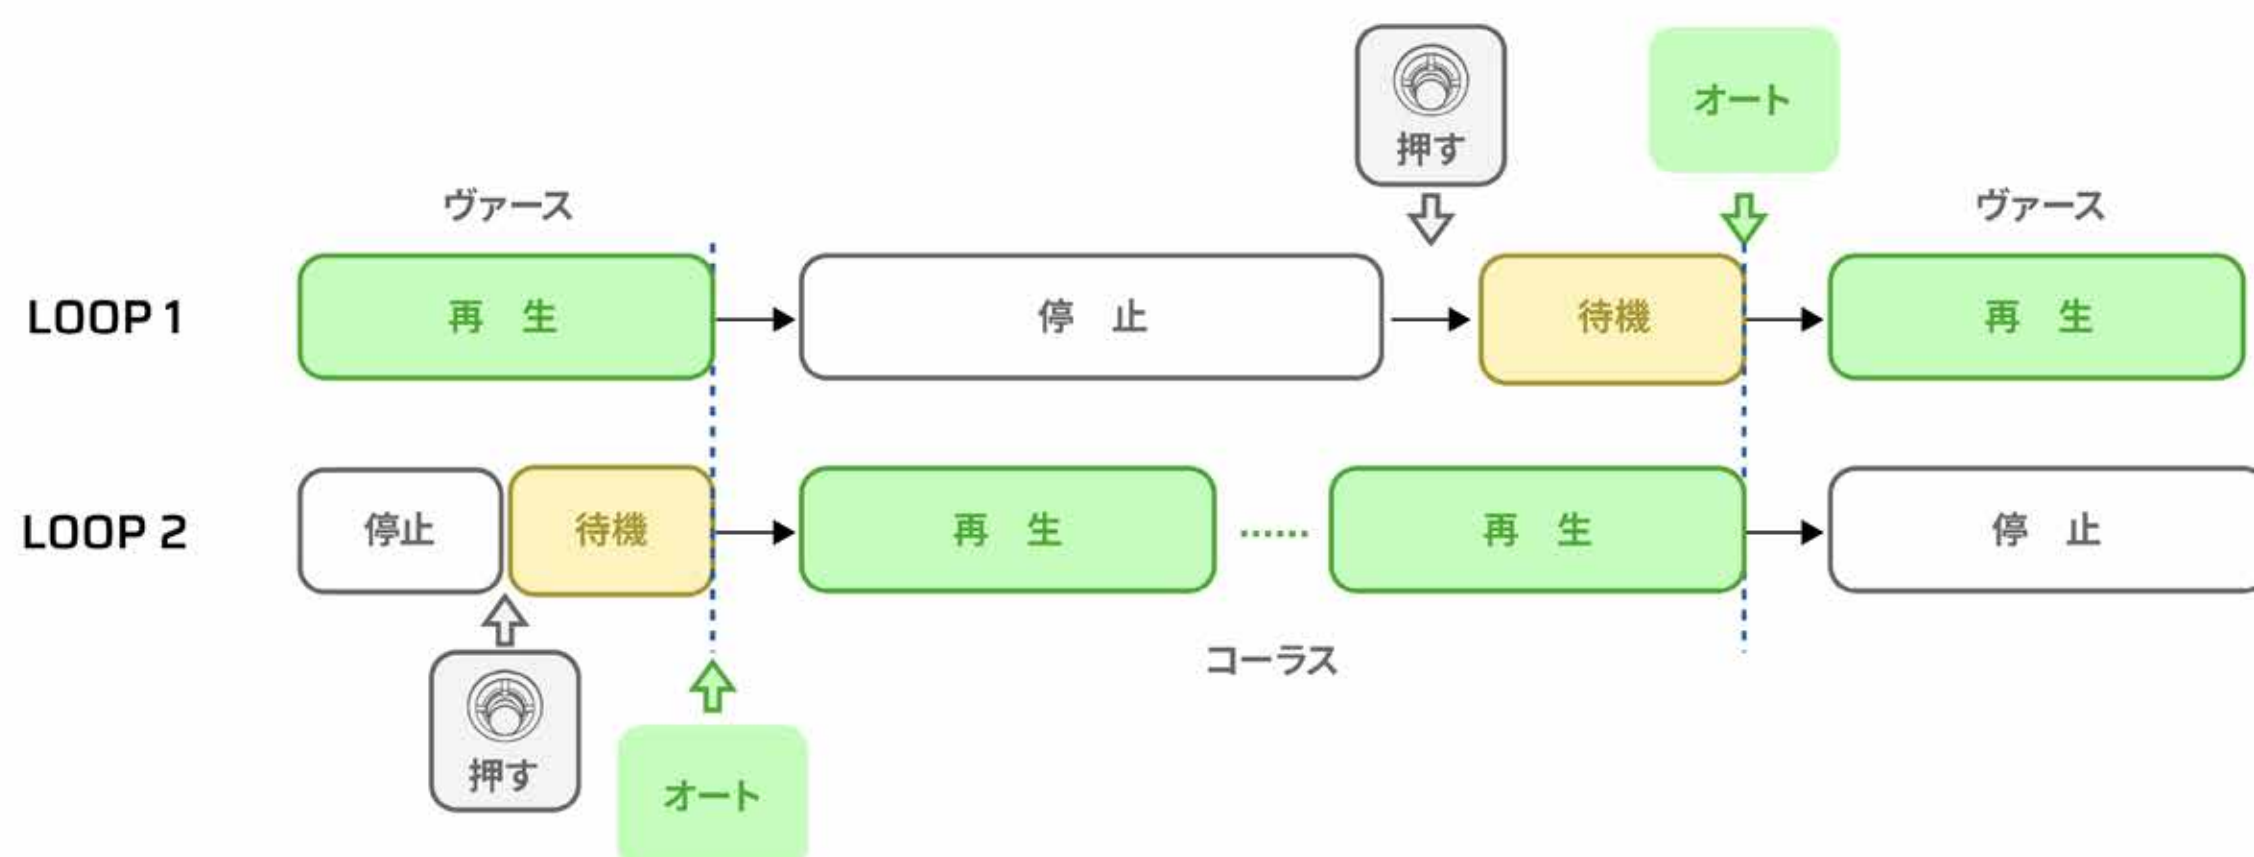 押す
オート
ヴァース
ヴァース
LOOP 1
再 生
停 止
待機
再 生
LOOP 2
停止
待機
再 生
......
再 生
停 止
コーラス
押す
オート